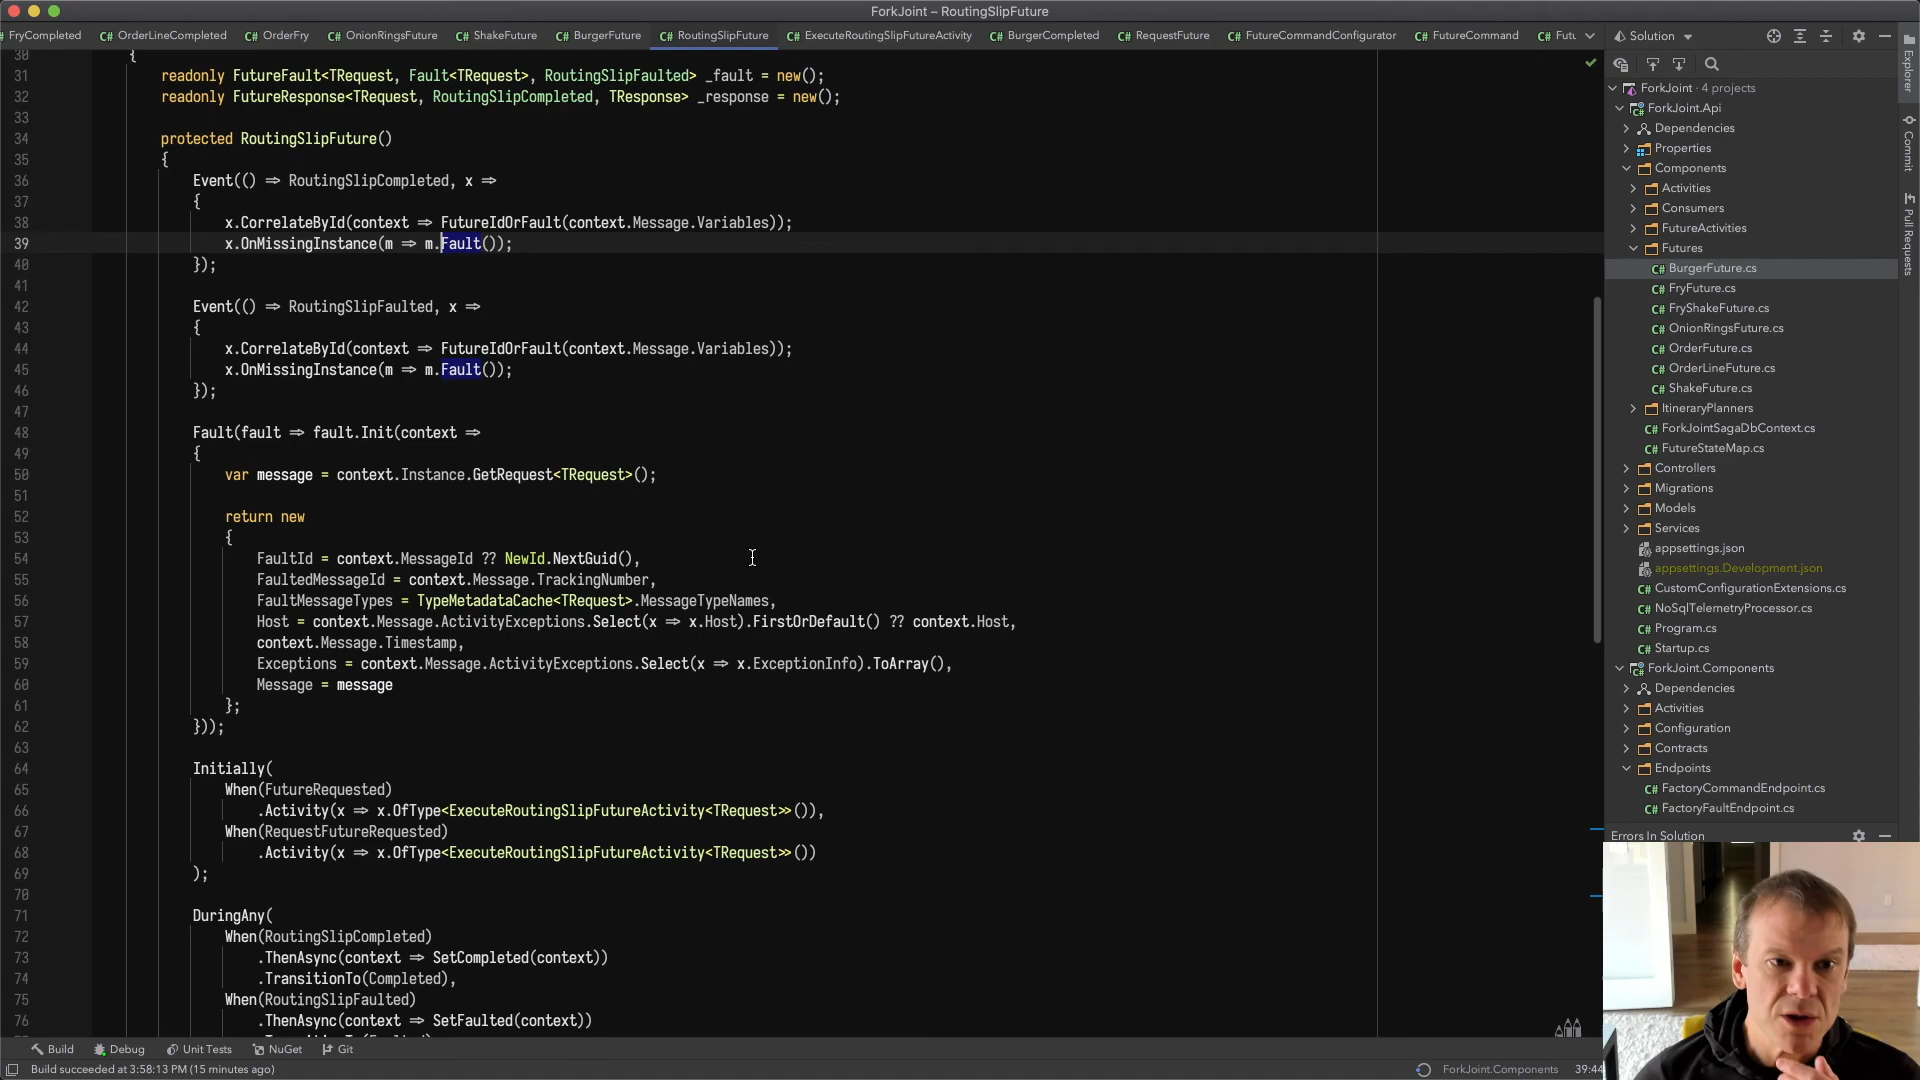 ForkJoint – RoutingSlipFuture
FryCompleted
C# OrderLineCompleted
C# OrderFry
C# OnionRingsFuture
C# ShakeFuture
C# BurgerFuture
C# RoutingSlipFuture
C# ExecuteRoutingSlipFutureActivity
C# BurgerCompleted
C# RequestFuture
C# FutureCommandConfigurator
C# FutureCommand
C# Futu
Solution
30 {
31 readonly FutureFault<TRequest, Fault<TRequest>, RoutingSlipFaulted> _fault = new();
32 readonly FutureResponse<TRequest, RoutingSlipCompleted, TResponse> _response = new();
33
34 protected RoutingSlipFuture()
35 {
36 Event(() ⇒ RoutingSlipCompleted, x ⇒
37 {
38 x.CorrelateById(context ⇒ FutureIdOrFault(context.Message.Variables));
39 x.OnMissingInstance(m ⇒ m.Fault());
40 });
41
42 Event(() ⇒ RoutingSlipFaulted, x ⇒
43 {
44 x.CorrelateById(context ⇒ FutureIdOrFault(context.Message.Variables));
45 x.OnMissingInstance(m ⇒ m.Fault());
46 });
47
48 Fault(fault ⇒ fault.Init(context ⇒
49 {
50 var message = context.Instance.GetRequest<TRequest>();
51
52 return new
53 {
54 FaultId = context.MessageId ?? NewId.NextGuid(),
55 FaultedMessageId = context.Message.TrackingNumber,
56 FaultMessageTypes = TypeMetadataCache<TRequest>.MessageTypeNames,
57 Host = context.Message.ActivityExceptions.Select(x ⇒ x.Host).FirstOrDefault() ?? context.Host,
58 context.Message.Timestamp,
59 Exceptions = context.Message.ActivityExceptions.Select(x ⇒ x.ExceptionInfo).ToArray(),
60 Message = message
61 };
62 }));
63
64 Initially(
65 When(FutureRequested)
66 .Activity(x ⇒ x.OfType<ExecuteRoutingSlipFutureActivity<TRequest>>()),
67 When(RequestFutureRequested)
68 .Activity(x ⇒ x.OfType<ExecuteRoutingSlipFutureActivity<TRequest>>())
69 );
70
71 DuringAny(
72 When(RoutingSlipCompleted)
73 .ThenAsync(context ⇒ SetCompleted(context))
74 .TransitionTo(Completed),
75 When(RoutingSlipFaulted)
76 .ThenAsync(context ⇒ SetFaulted(context))
ForkJoint · 4 projects
ForkJoint.Api
Dependencies
Properties
Components
Activities
Consumers
FutureActivities
Futures
C# BurgerFuture.cs
C# FryFuture.cs
C# FryShakeFuture.cs
C# OnionRingsFuture.cs
C# OrderFuture.cs
C# OrderLineFuture.cs
C# ShakeFuture.cs
ItineraryPlanners
C# ForkJointSagaDbContext.cs
C# FutureStateMap.cs
Controllers
Migrations
Models
Services
appsettings.json
appsettings.Development.json
C# CustomConfigurationExtensions.cs
C# NoSqlTelemetryProcessor.cs
C# Program.cs
C# Startup.cs
ForkJoint.Components
Dependencies
Activities
Configuration
Contracts
Endpoints
C# FactoryCommandEndpoint.cs
C# FactoryFaultEndpoint.cs
Errors In Solution
Explorer
Commit
Pull Requests
Build
Debug
Unit Tests
NuGet
Git
Build succeeded at 3:58:13 PM (15 minutes ago)
ForkJoint.Components
39:44